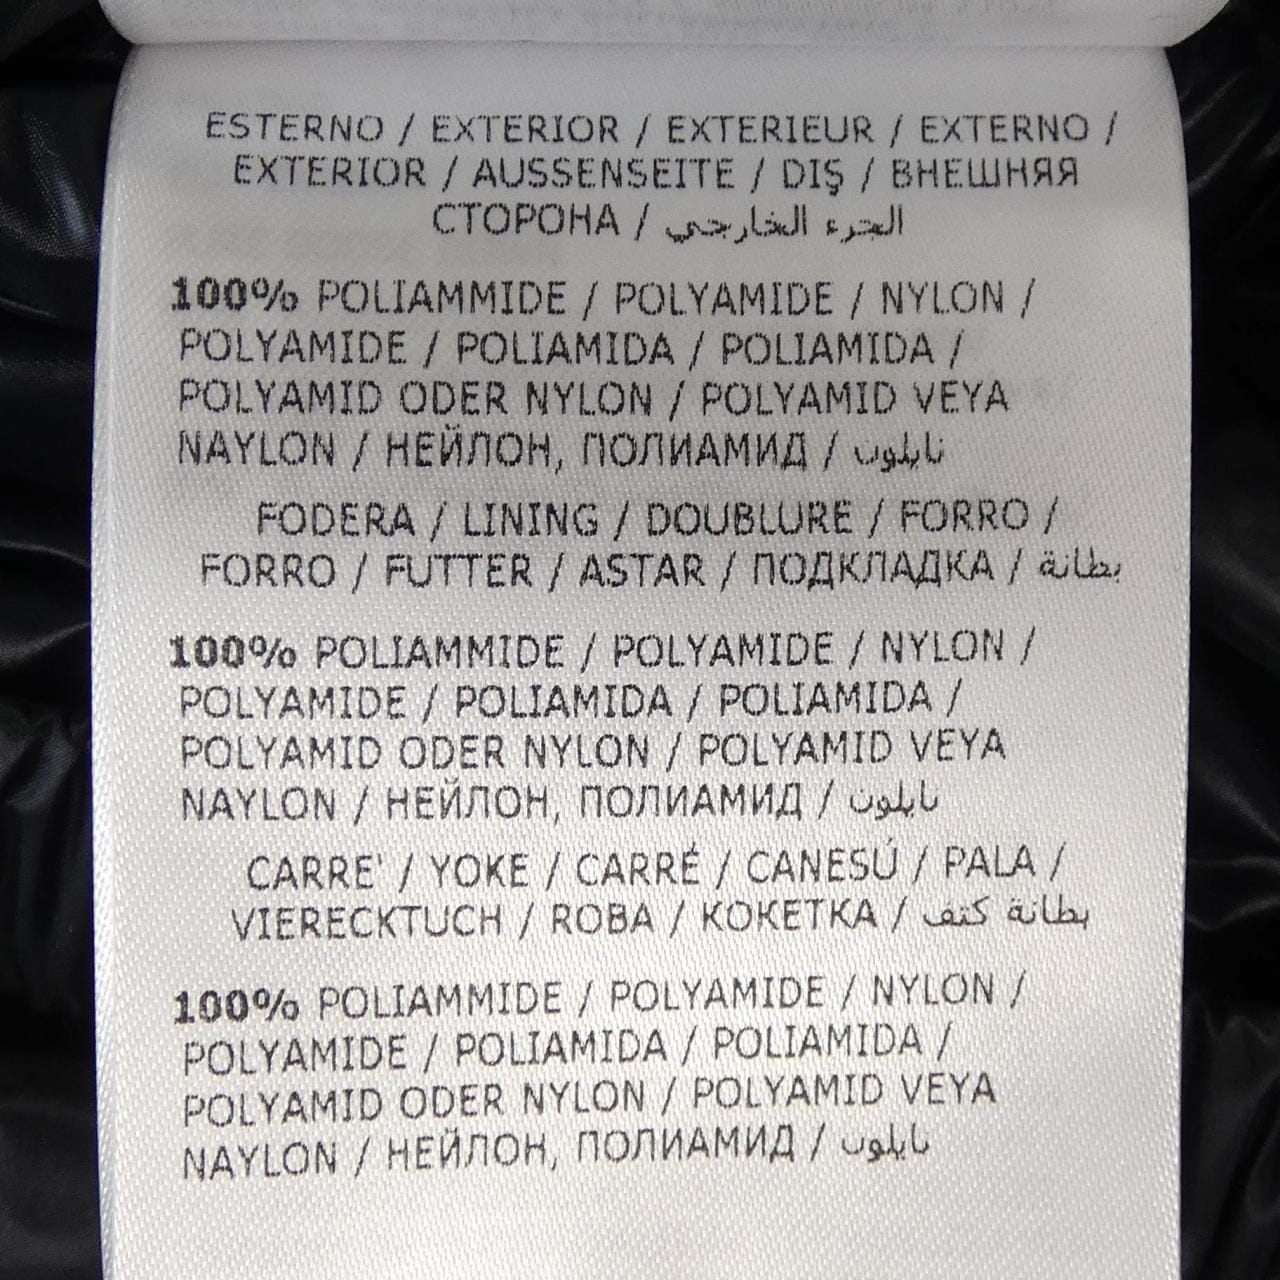 ESTERNO / EXTERIOR / EXTERIEUR / EXTERNO /
EXTERIOR / AUSSENSEITE / DIŞ / ВНЕШНЯЯ
СТОРОНА / الجزء الخارجي
100% POLIAMMIDE / POLYAMIDE / NYLON /
POLYAMIDE / POLIAMIDA / POLIAMIDA /
POLYAMID ODER NYLON / POLYAMID VEYA
NAYLON / НЕЙЛОН, ПОЛИАМИД / نايلون
FODERA / LINING / DOUBLURE / FORRO /
FORRO / FUTTER / ASTAR / ПОДКЛАДКА / بطانة
100% POLIAMMIDE / POLYAMIDE / NYLON /
POLYAMIDE / POLIAMIDA / POLIAMIDA /
POLYAMID ODER NYLON / POLYAMID VEYA
NAYLON / НЕЙЛОН, ПОЛИАМИД / نايلون
CARRE' / YOKE / CARRÉ / CANESÚ / PALA /
VIERECKTUCH / ROBA / КОКЕТКА / بطانة كتف
100% POLIAMMIDE / POLYAMIDE / NYLON /
POLYAMIDE / POLIAMIDA / POLIAMIDA /
POLYAMID ODER NYLON / POLYAMID VEYA
NAYLON / НЕЙЛОН, ПОЛИАМИД / نايلون